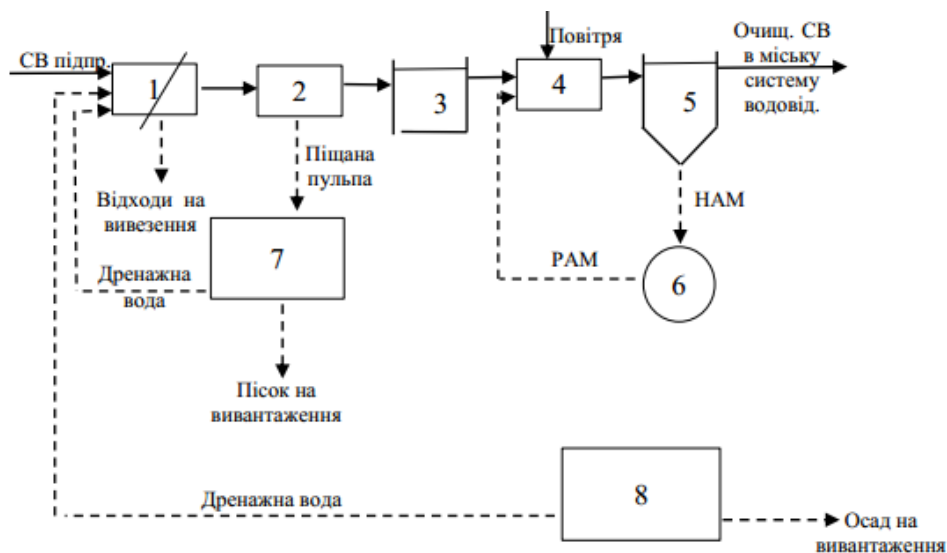 СВ підпр.
Повітря
Очищ. СВ
в міську
систему
водовід.
1
2
3
4
5
Піщана
пульпа
Відходи на
вивезення
НАМ
7
РАМ
6
Дренажна
вода
Пісок на
вивантаження
8
Дренажна вода
Осад на
вивантаження